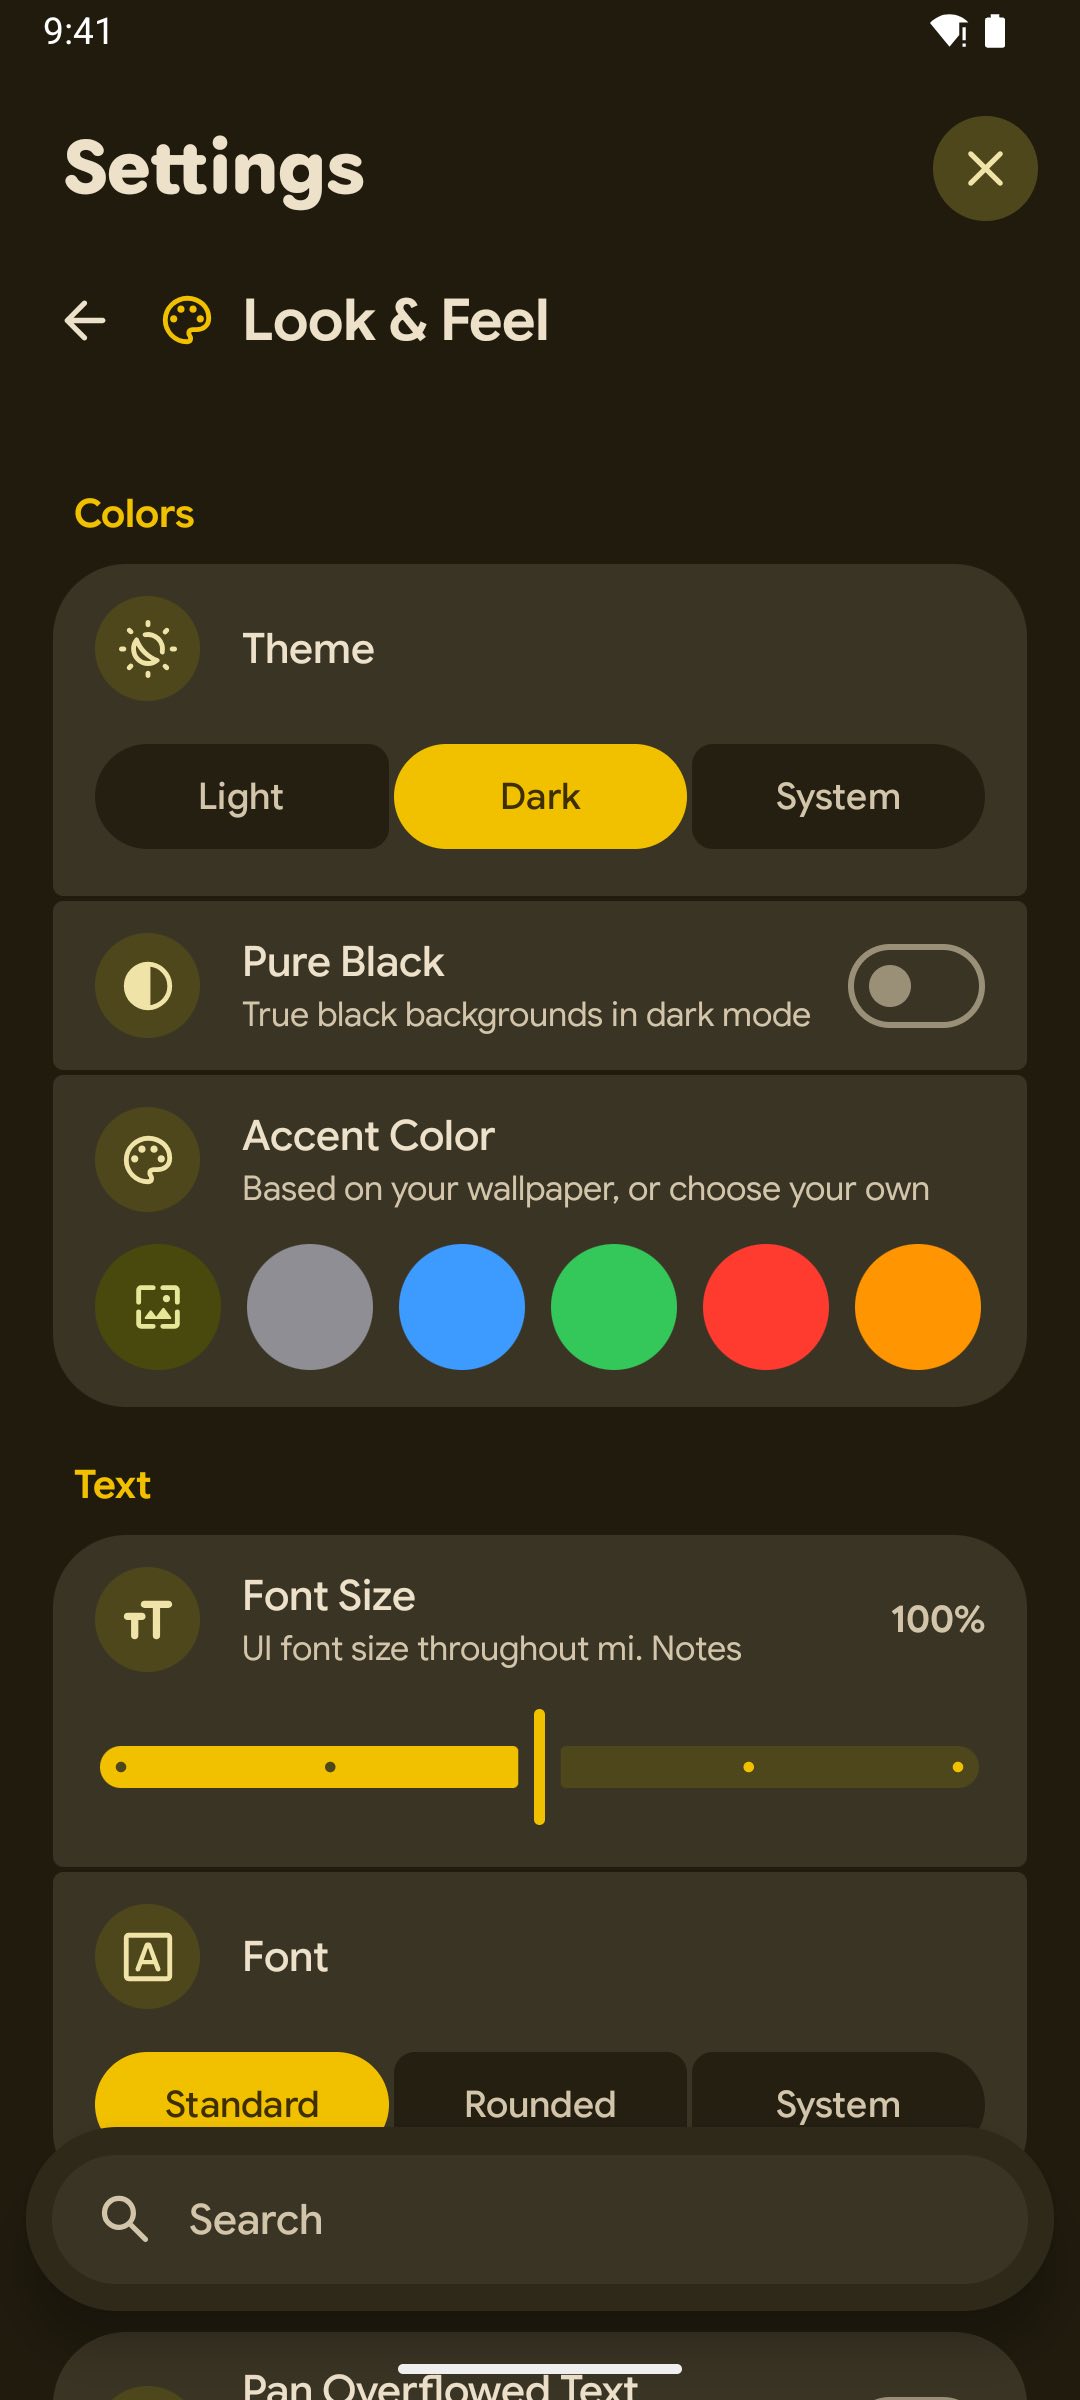 9:41
Settings
Look & Feel
Colors
Theme
Light
Dark
System
Pure Black
True black backgrounds in dark mode
Accent Color
Based on your wallpaper, or choose your own
Text
Font Size
UI font size throughout mi. Notes
100%
Font
Standard
Rounded
System
Search
Pan Overflowed Text